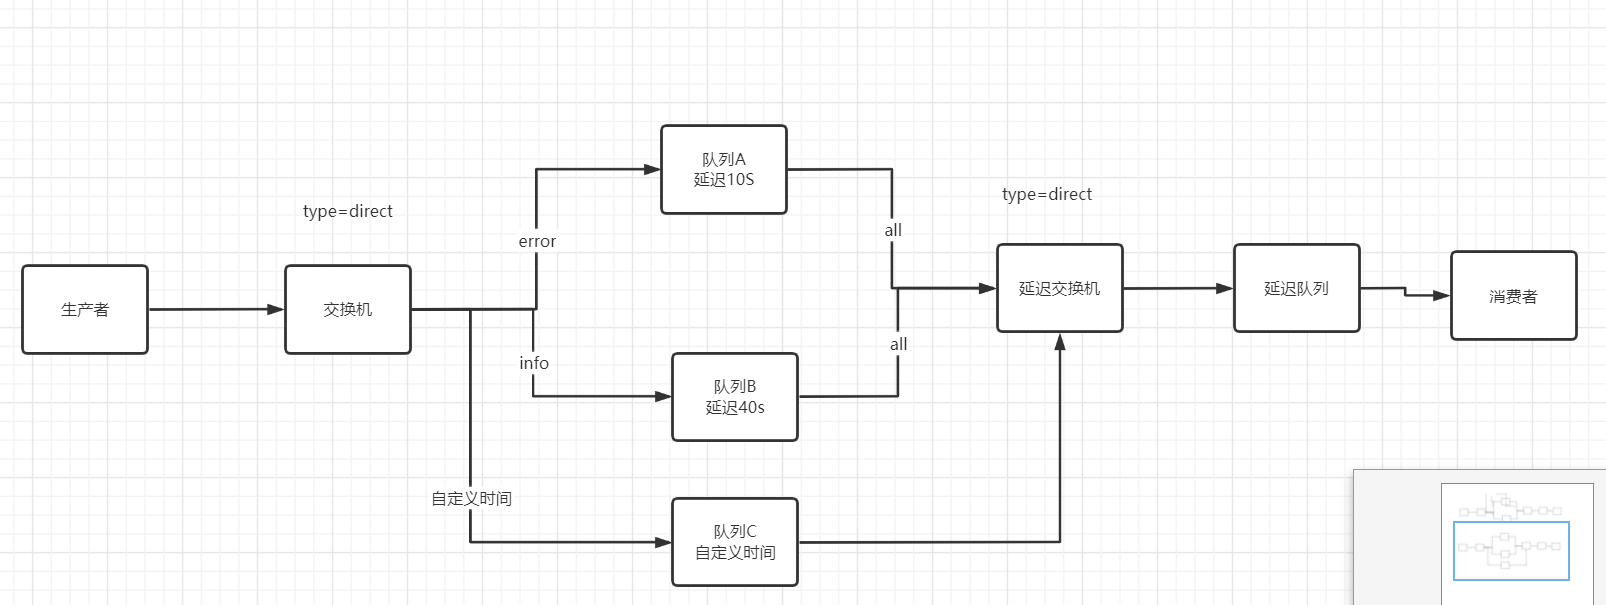 队列A
延迟10S
type=direct
type=direct
error
all
生产者
交换机
延迟交换机
延迟队列
消费者
info
all
队列B
延迟40s
自定义时间
队列C
自定义时间